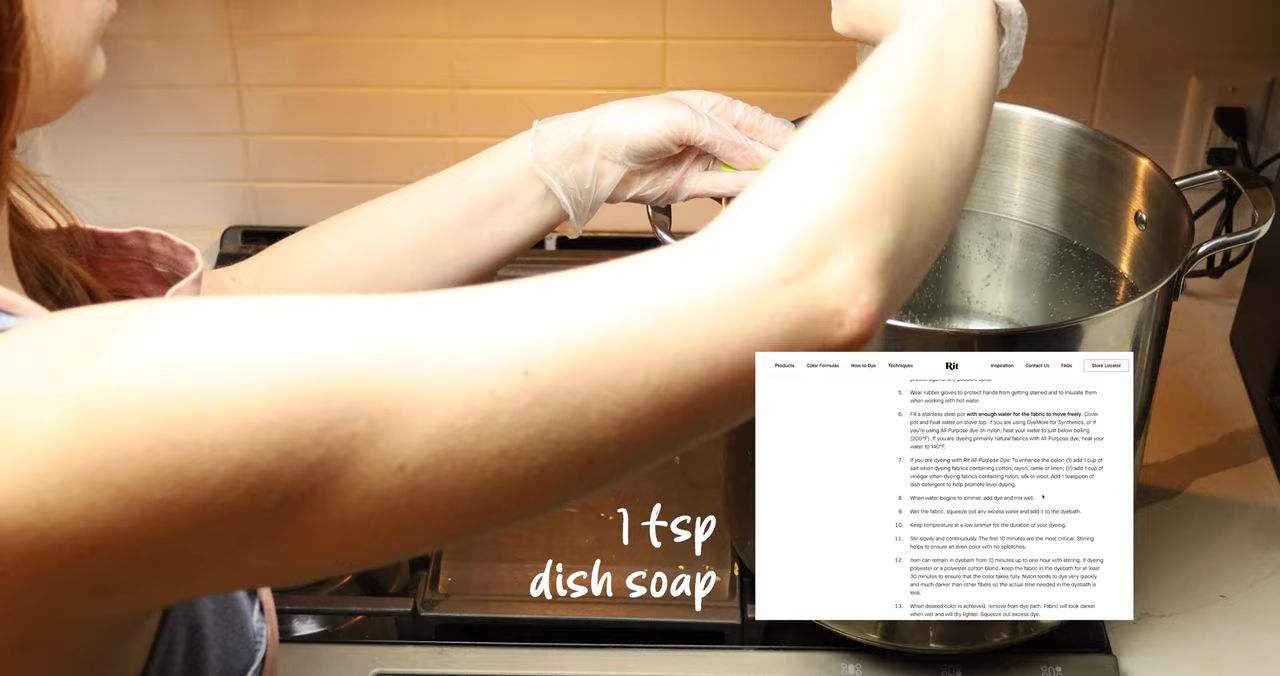 Products Color Formulas How to Dye Techniques Rit Inspiration Contact Us FAQs Store Locator
protect against any possible spills.
5. Wear rubber gloves to protect hands from getting stained and to insulate them
when working with hot water.
6. Fill a stainless steel pot with enough water for the fabric to move freely. Cover
pot and heat water on stove top. If you are using DyeMore for Synthetics, or if
you're using All-Purpose dye on nylon, heat your water to just below boiling
(200°F). If you are dyeing primarily natural fabrics with All-Purpose dye, heat your
water to 140°F.
7. If you are dyeing with Rit All-Purpose Dye: To enhance the color: (1) add 1 cup of
salt when dyeing fabrics containing cotton, rayon, ramie or linen; (2) add 1 cup of
vinegar when dyeing fabrics containing nylon, silk or wool. Add 1 teaspoon of
dish detergent to help promote level dyeing.
8. When water begins to simmer, add dye and mix well.
9. Wet the fabric, squeeze out any excess water and add it to the dyebath.
10. Keep temperature at a low simmer for the duration of your dyeing.
11. Stir slowly and continuously. The first 10 minutes are the most critical. Stirring
helps to ensure an even color with no splotches.
12. Item can remain in dyebath from 10 minutes up to one hour with stirring. If dyeing
polyester or a polyester cotton blend, keep the fabric in the dyebath for at least
30 minutes to ensure that the color takes fully. Nylon tends to dye very quickly
and much darker than other fibers so the actual time needed in the dyebath is
less.
13. When desired color is achieved, remove from dye bath. Fabric will look darker
when wet and will dry lighter. Squeeze out excess dye.
1 tsp
dish soap